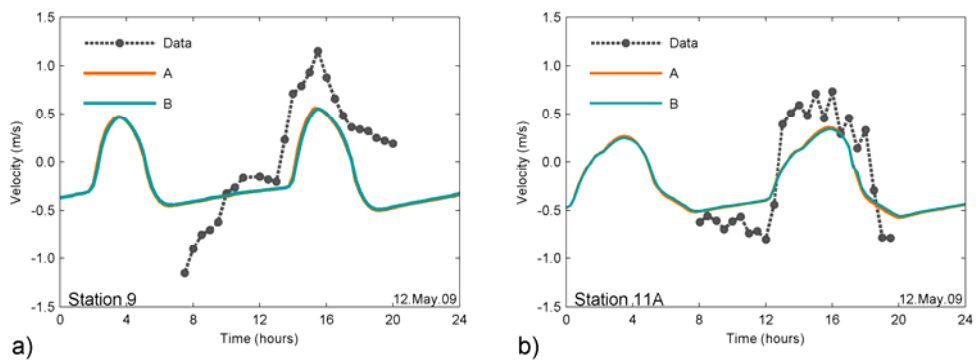 1.5
1.0
0.5
0.0
-0.5
-1.0
-1.5
Velocity (m/s)
Data
A
B
Station 9
12.May.09
0 4 8 12 16 20 24
Time (hours)
a)
1.5
1.0
0.5
0.0
-0.5
-1.0
-1.5
Velocity (m/s)
Data
A
B
Station 11A
12.May.09
0 4 8 12 16 20 24
Time (hours)
b)